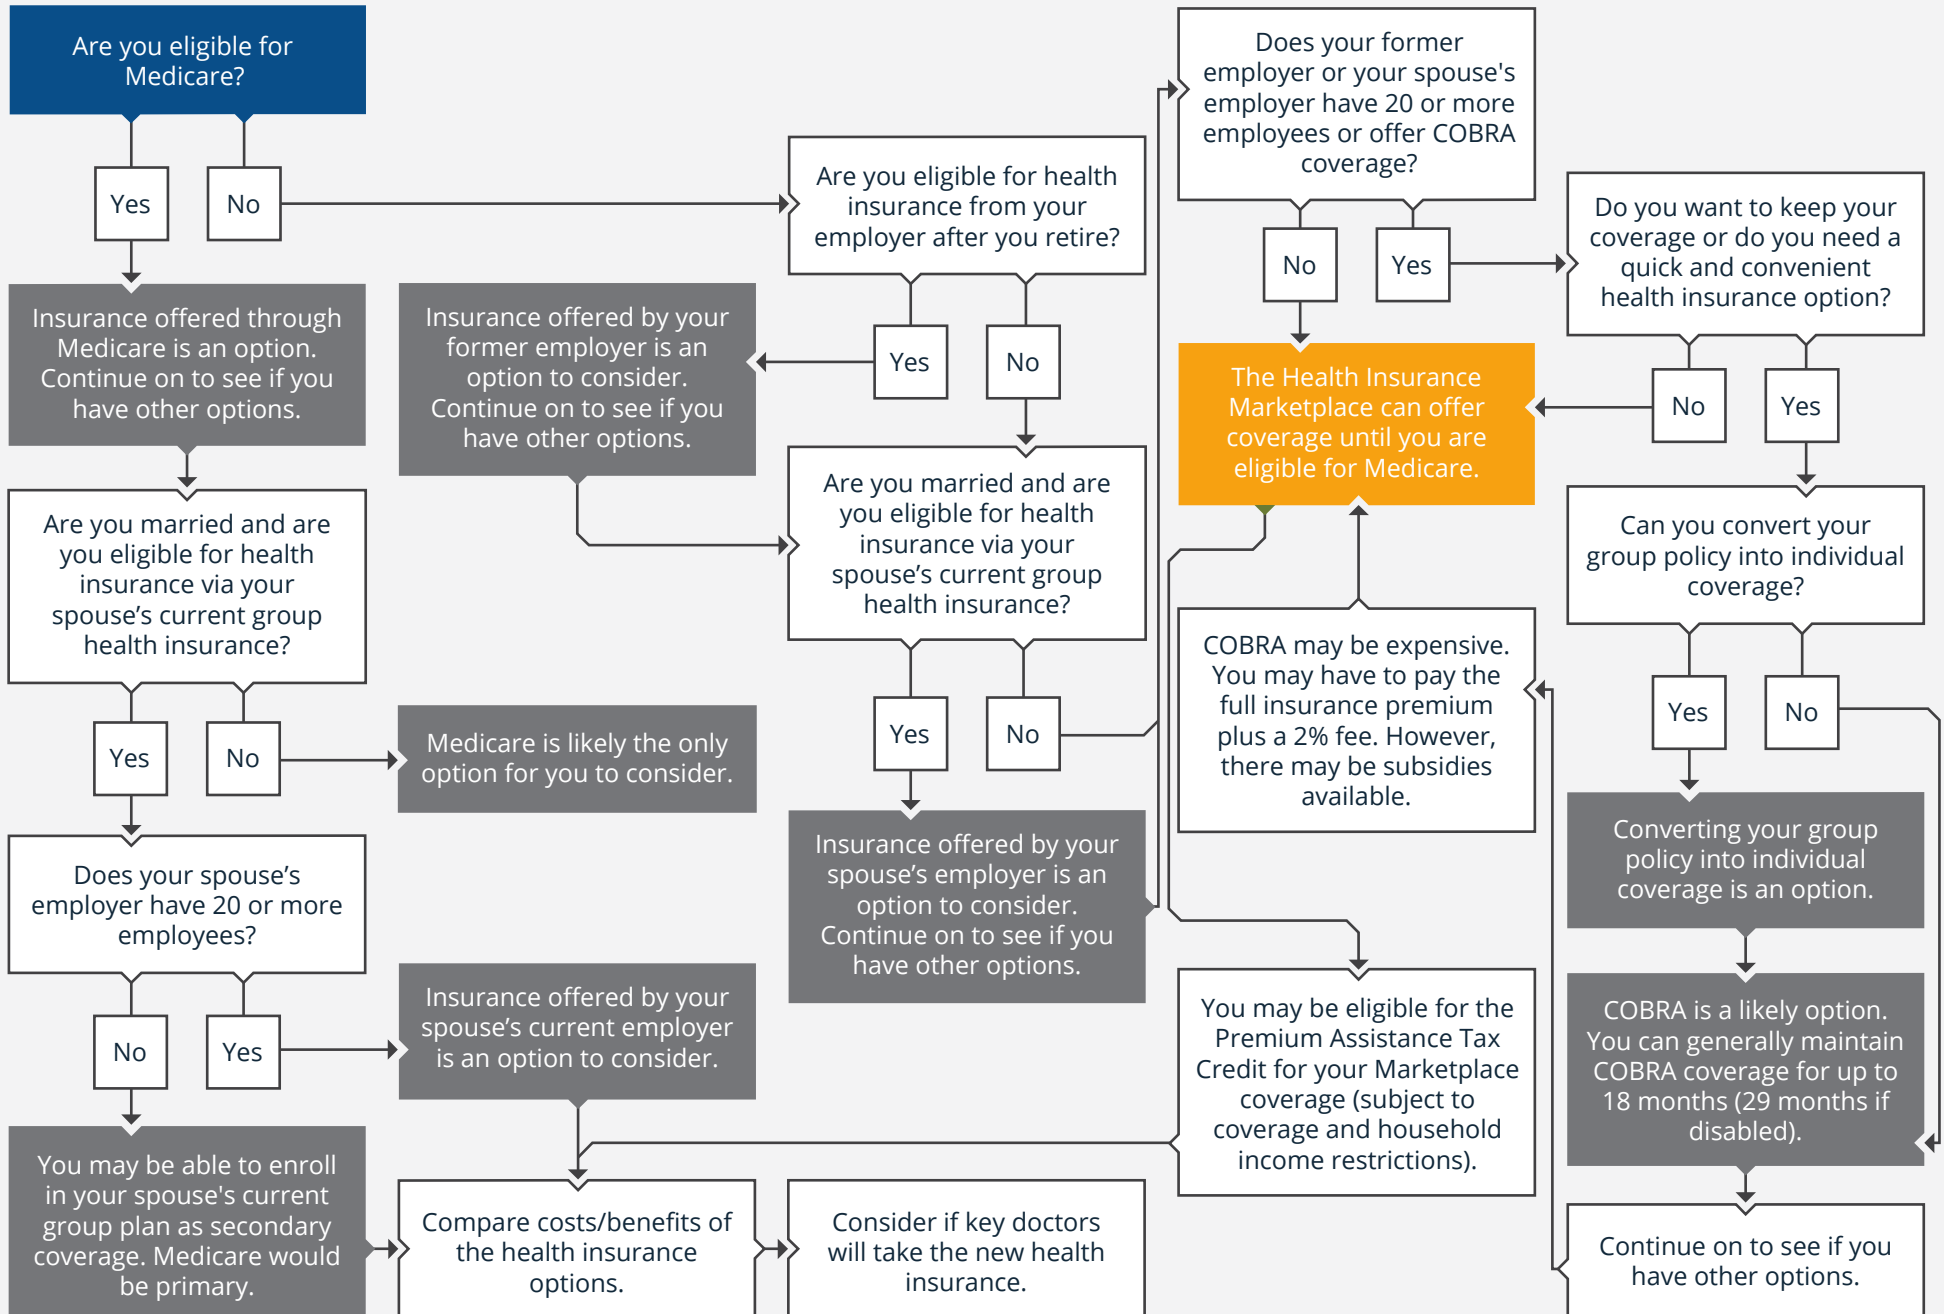 Are you eligible for
Medicare?
Yes
No
Insurance offered through
Medicare is an option.
Continue on to see if you
have other options.
Are you married and are
you eligible for health
insurance via your
spouse’s current group
health insurance?
Yes
No
Medicare is likely the only
option for you to consider.
Does your spouse’s
employer have 20 or more
employees?
No
Yes
Insurance offered by your
spouse’s current employer
is an option to consider.
You may be able to enroll
in your spouse's current
group plan as secondary
coverage. Medicare would
be primary.
Compare costs/benefits of
the health insurance
options.
Consider if key doctors
will take the new health
insurance.
Are you eligible for health
insurance from your
employer after you retire?
Yes
No
Insurance offered by your
former employer is an
option to consider.
Continue on to see if you
have other options.
Are you married and are
you eligible for health
insurance via your
spouse’s current group
health insurance?
Yes
No
Insurance offered by your
spouse’s employer is an
option to consider.
Continue on to see if you
have other options.
Does your former
employer or your spouse's
employer have 20 or more
employees or offer COBRA
coverage?
No
Yes
The Health Insurance
Marketplace can offer
coverage until you are
eligible for Medicare.
Do you want to keep your
coverage or do you need a
quick and convenient
health insurance option?
No
Yes
Can you convert your
group policy into individual
coverage?
Yes
No
Converting your group
policy into individual
coverage is an option.
COBRA is a likely option.
You can generally maintain
COBRA coverage for up to
18 months (29 months if
disabled).
Continue on to see if you
have other options.
COBRA may be expensive.
You may have to pay the
full insurance premium
plus a 2% fee. However,
there may be subsidies
available.
You may be eligible for the
Premium Assistance Tax
Credit for your Marketplace
coverage (subject to
coverage and household
income restrictions).